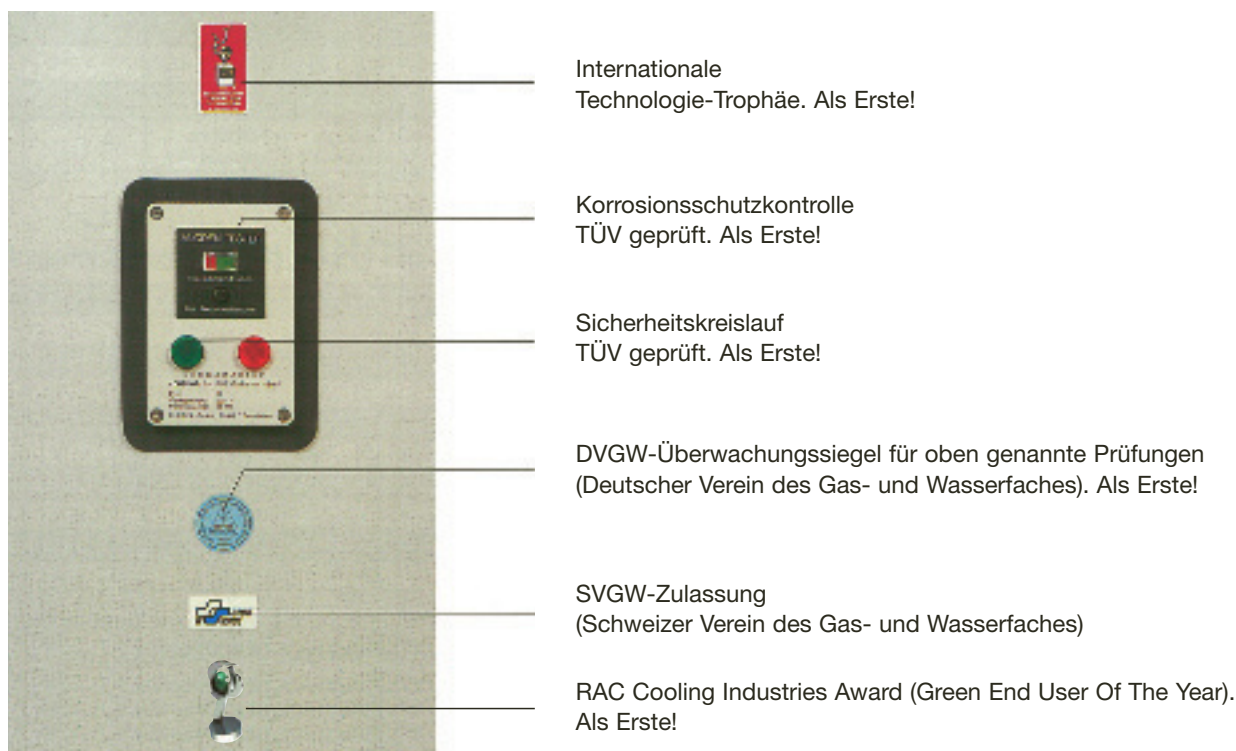 Internationale
Technologie-Trophäe. Als Erste!
Korrosionsschutzkontrolle
TÜV geprüft. Als Erste!
Sicherheitskreislauf
TÜV geprüft. Als Erste!
DVGW-Überwachungssiegel für oben genannte Prüfungen
(Deutscher Verein des Gas- und Wasserfaches). Als Erste!
SVGW-Zulassung
(Schweizer Verein des Gas- und Wasserfaches)
RAC Cooling Industries Award (Green End User Of The Year).
Als Erste!